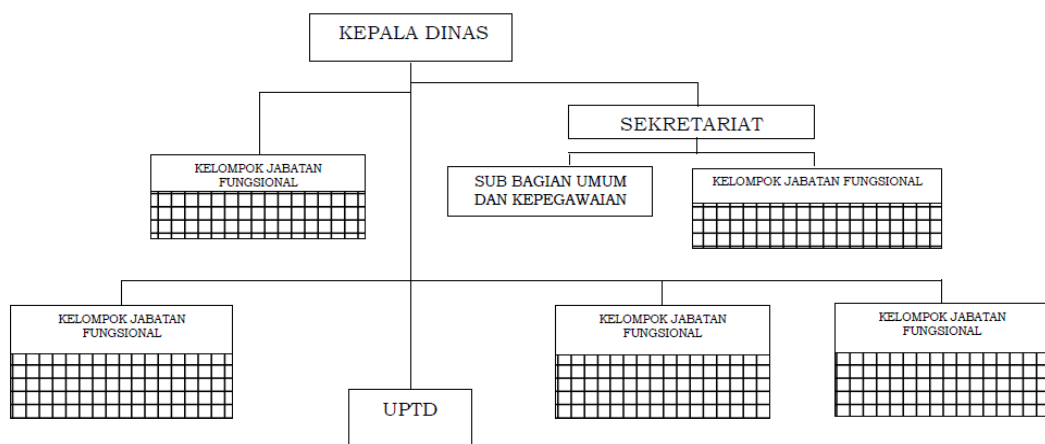 KEPALA DINAS
SEKRETARIAT
KELOMPOK JABATAN
FUNGSIONAL
SUB BAGIAN UMUM
DAN KEPEGAWAIAN
KELOMPOK JABATAN FUNGSIONAL
KELOMPOK JABATAN
FUNGSIONAL
KELOMPOK JABATAN
FUNGSIONAL
KELOMPOK JABATAN
FUNGSIONAL
UPTD